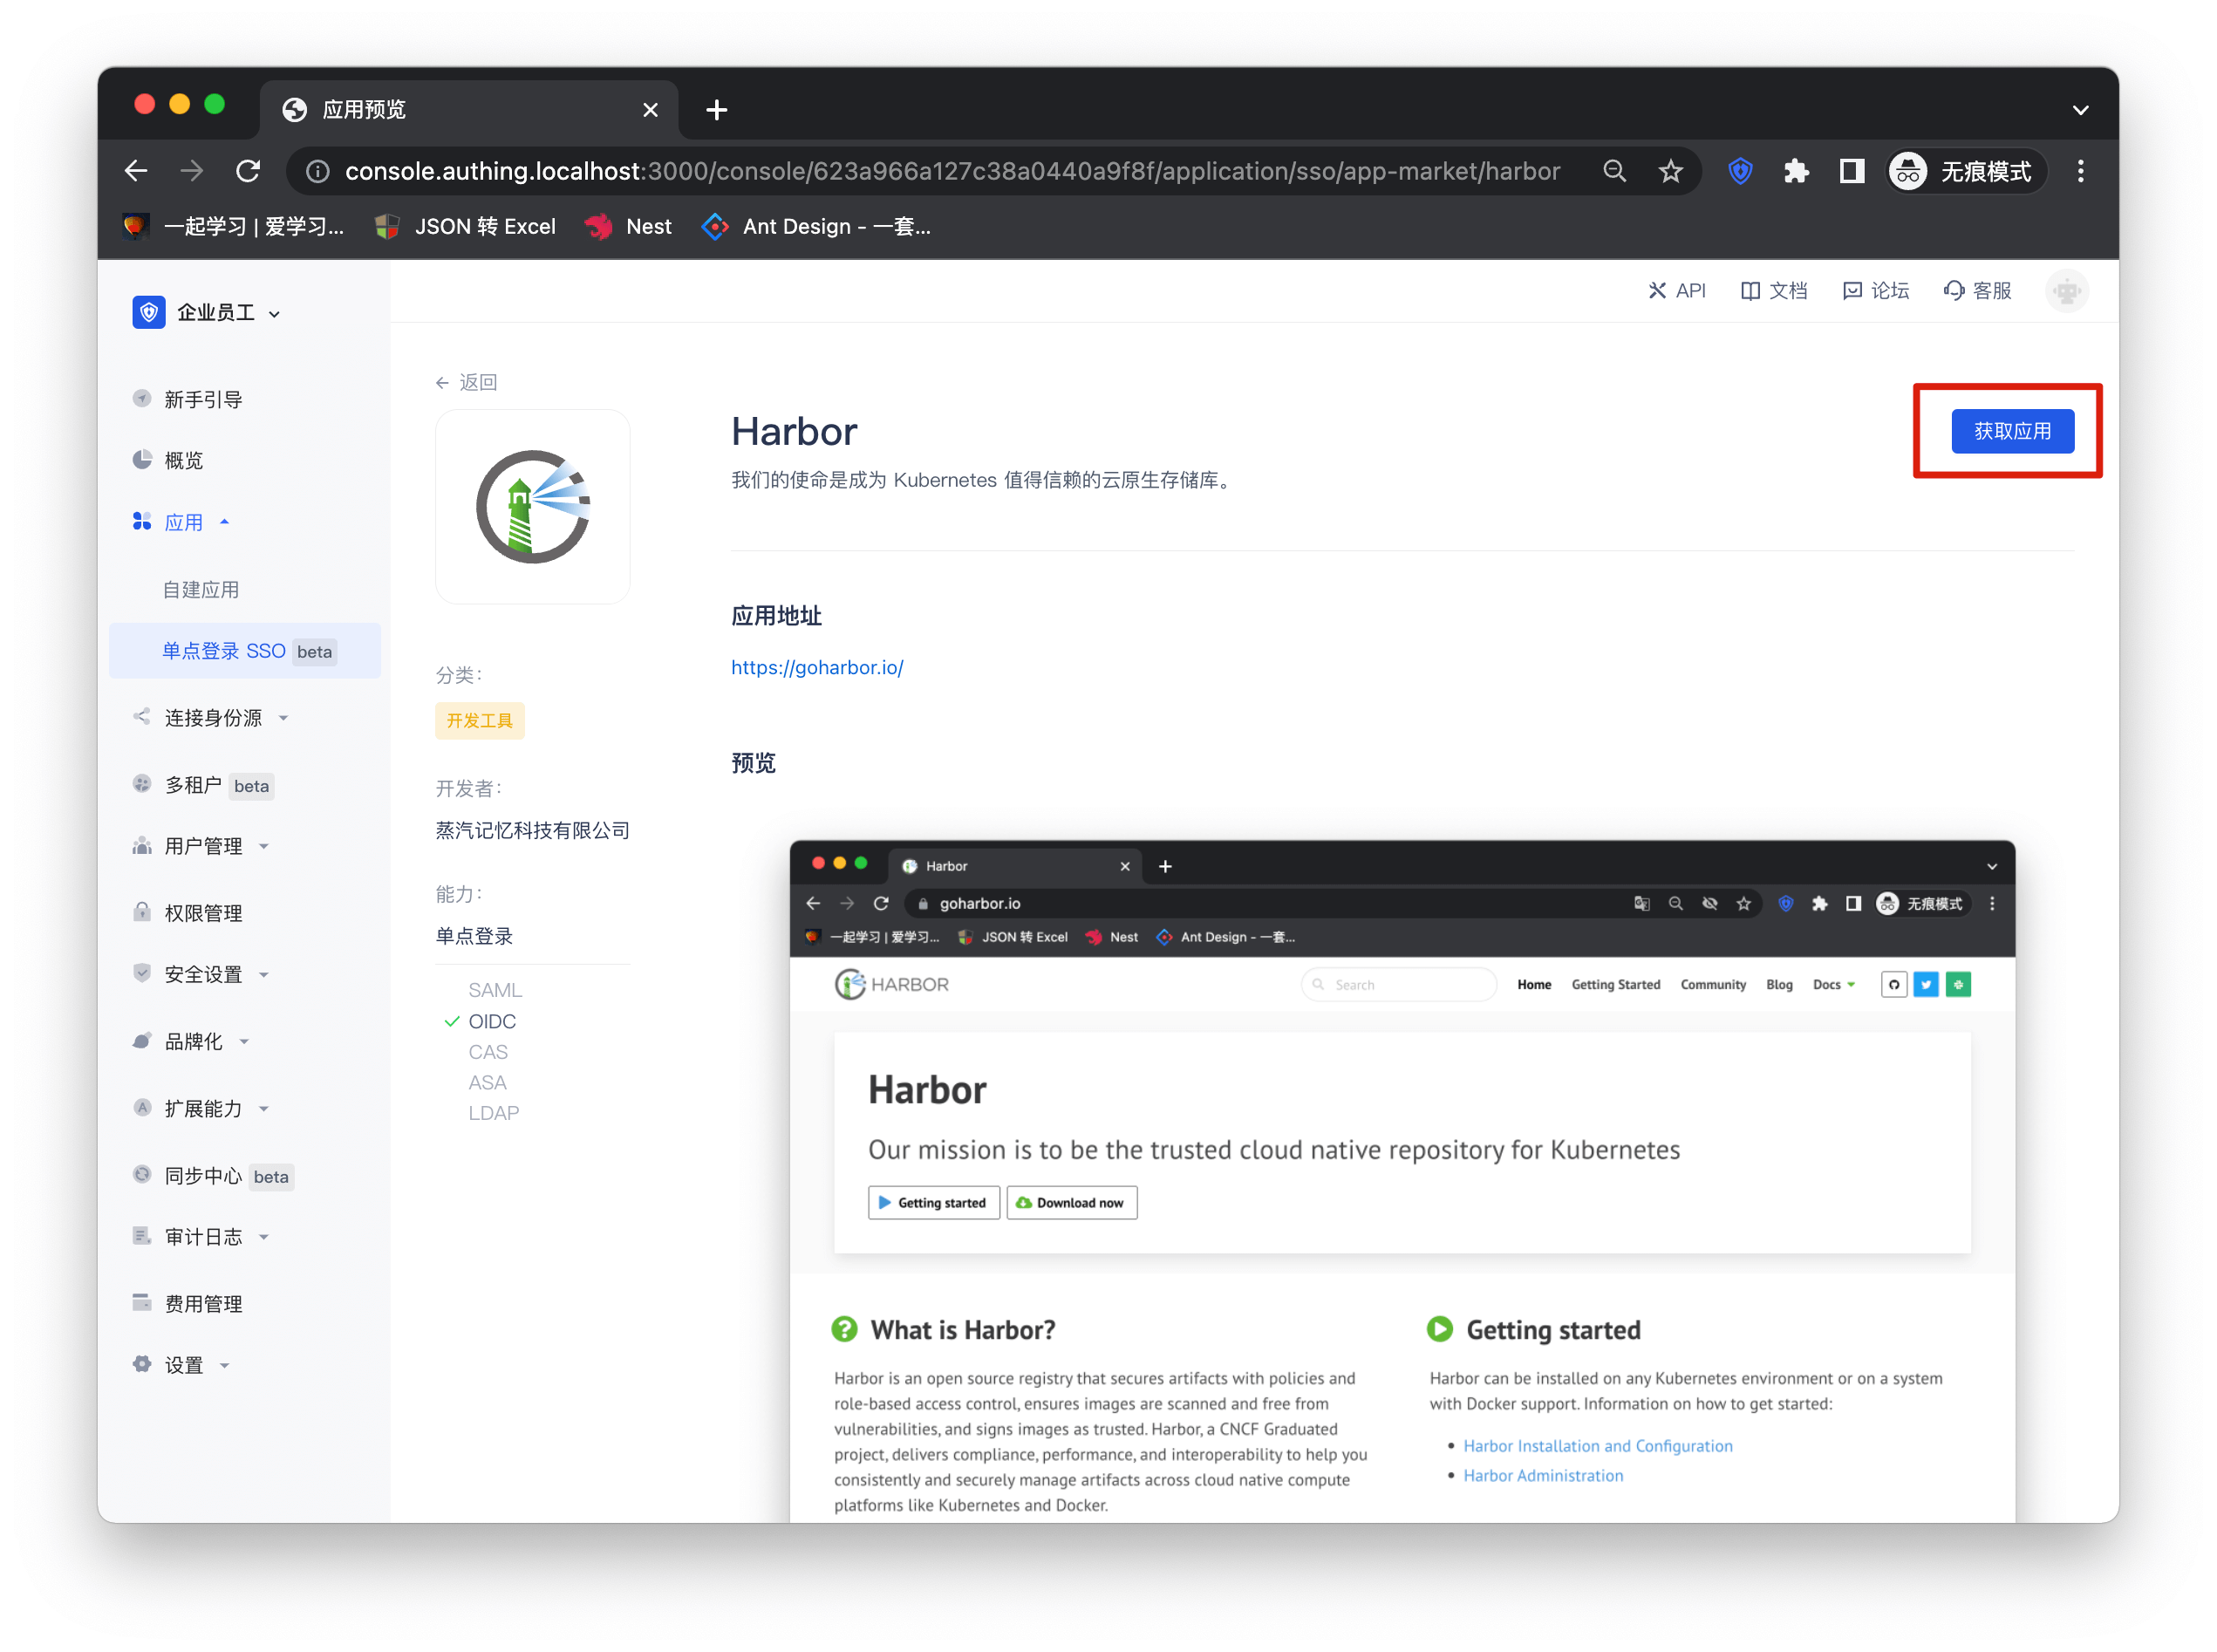 应用预览
console.authing.localhost:3000/console/623a966a127c38a0440a9f8f/application/sso/app-market/harbor
无痕模式
一起学习 | 爱学习...
JSON 转 Excel
Nest
Ant Design - 一套...
企业员工
API
文档
论坛
客服
新手引导
概览
应用
自建应用
单点登录 SSO beta
连接身份源
多租户 beta
用户管理
权限管理
安全设置
品牌化
扩展能力
同步中心 beta
审计日志
费用管理
设置
返回
分类：
开发工具
开发者：
蒸汽记忆科技有限公司
能力：
单点登录
SAML
OIDC
CAS
ASA
LDAP
Harbor
我们的使命是成为 Kubernetes 值得信赖的云原生存储库。
获取应用
应用地址
https://goharbor.io/
预览
Harbor
goharbor.io
无痕模式
一起学习 | 爱学习...
JSON 转 Excel
Nest
Ant Design - 一套...
HARBOR
Search
Home
Getting Started
Community
Blog
Docs
Harbor
Our mission is to be the trusted cloud native repository for Kubernetes
Getting started
Download now
What is Harbor?
Harbor is an open source registry that secures artifacts with policies and
role-based access control, ensures images are scanned and free from
vulnerabilities, and signs images as trusted. Harbor, a CNCF Graduated
project, delivers compliance, performance, and interoperability to help you
consistently and securely manage artifacts across cloud native compute
platforms like Kubernetes and Docker.
Getting started
Harbor can be installed on any Kubernetes environment or on a system
with Docker support. Information on how to get started:
• Harbor Installation and Configuration
• Harbor Administration